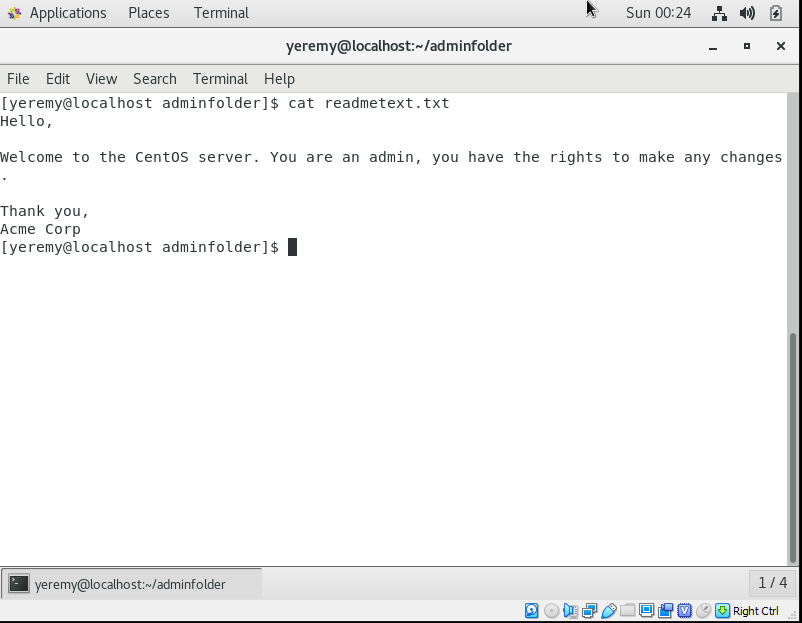 Applications Places Terminal Sun 00:24
yeremy@localhost:~/adminfolder
File Edit View Search Terminal Help
[yeremy@localhost adminfolder]$ cat readmetext.txt
Hello,
Welcome to the CentOS server. You are an admin, you have the rights to make any changes
.
Thank you,
Acme Corp
[yeremy@localhost adminfolder]$
yeremy@localhost:~/adminfolder
1 / 4
Right Ctrl